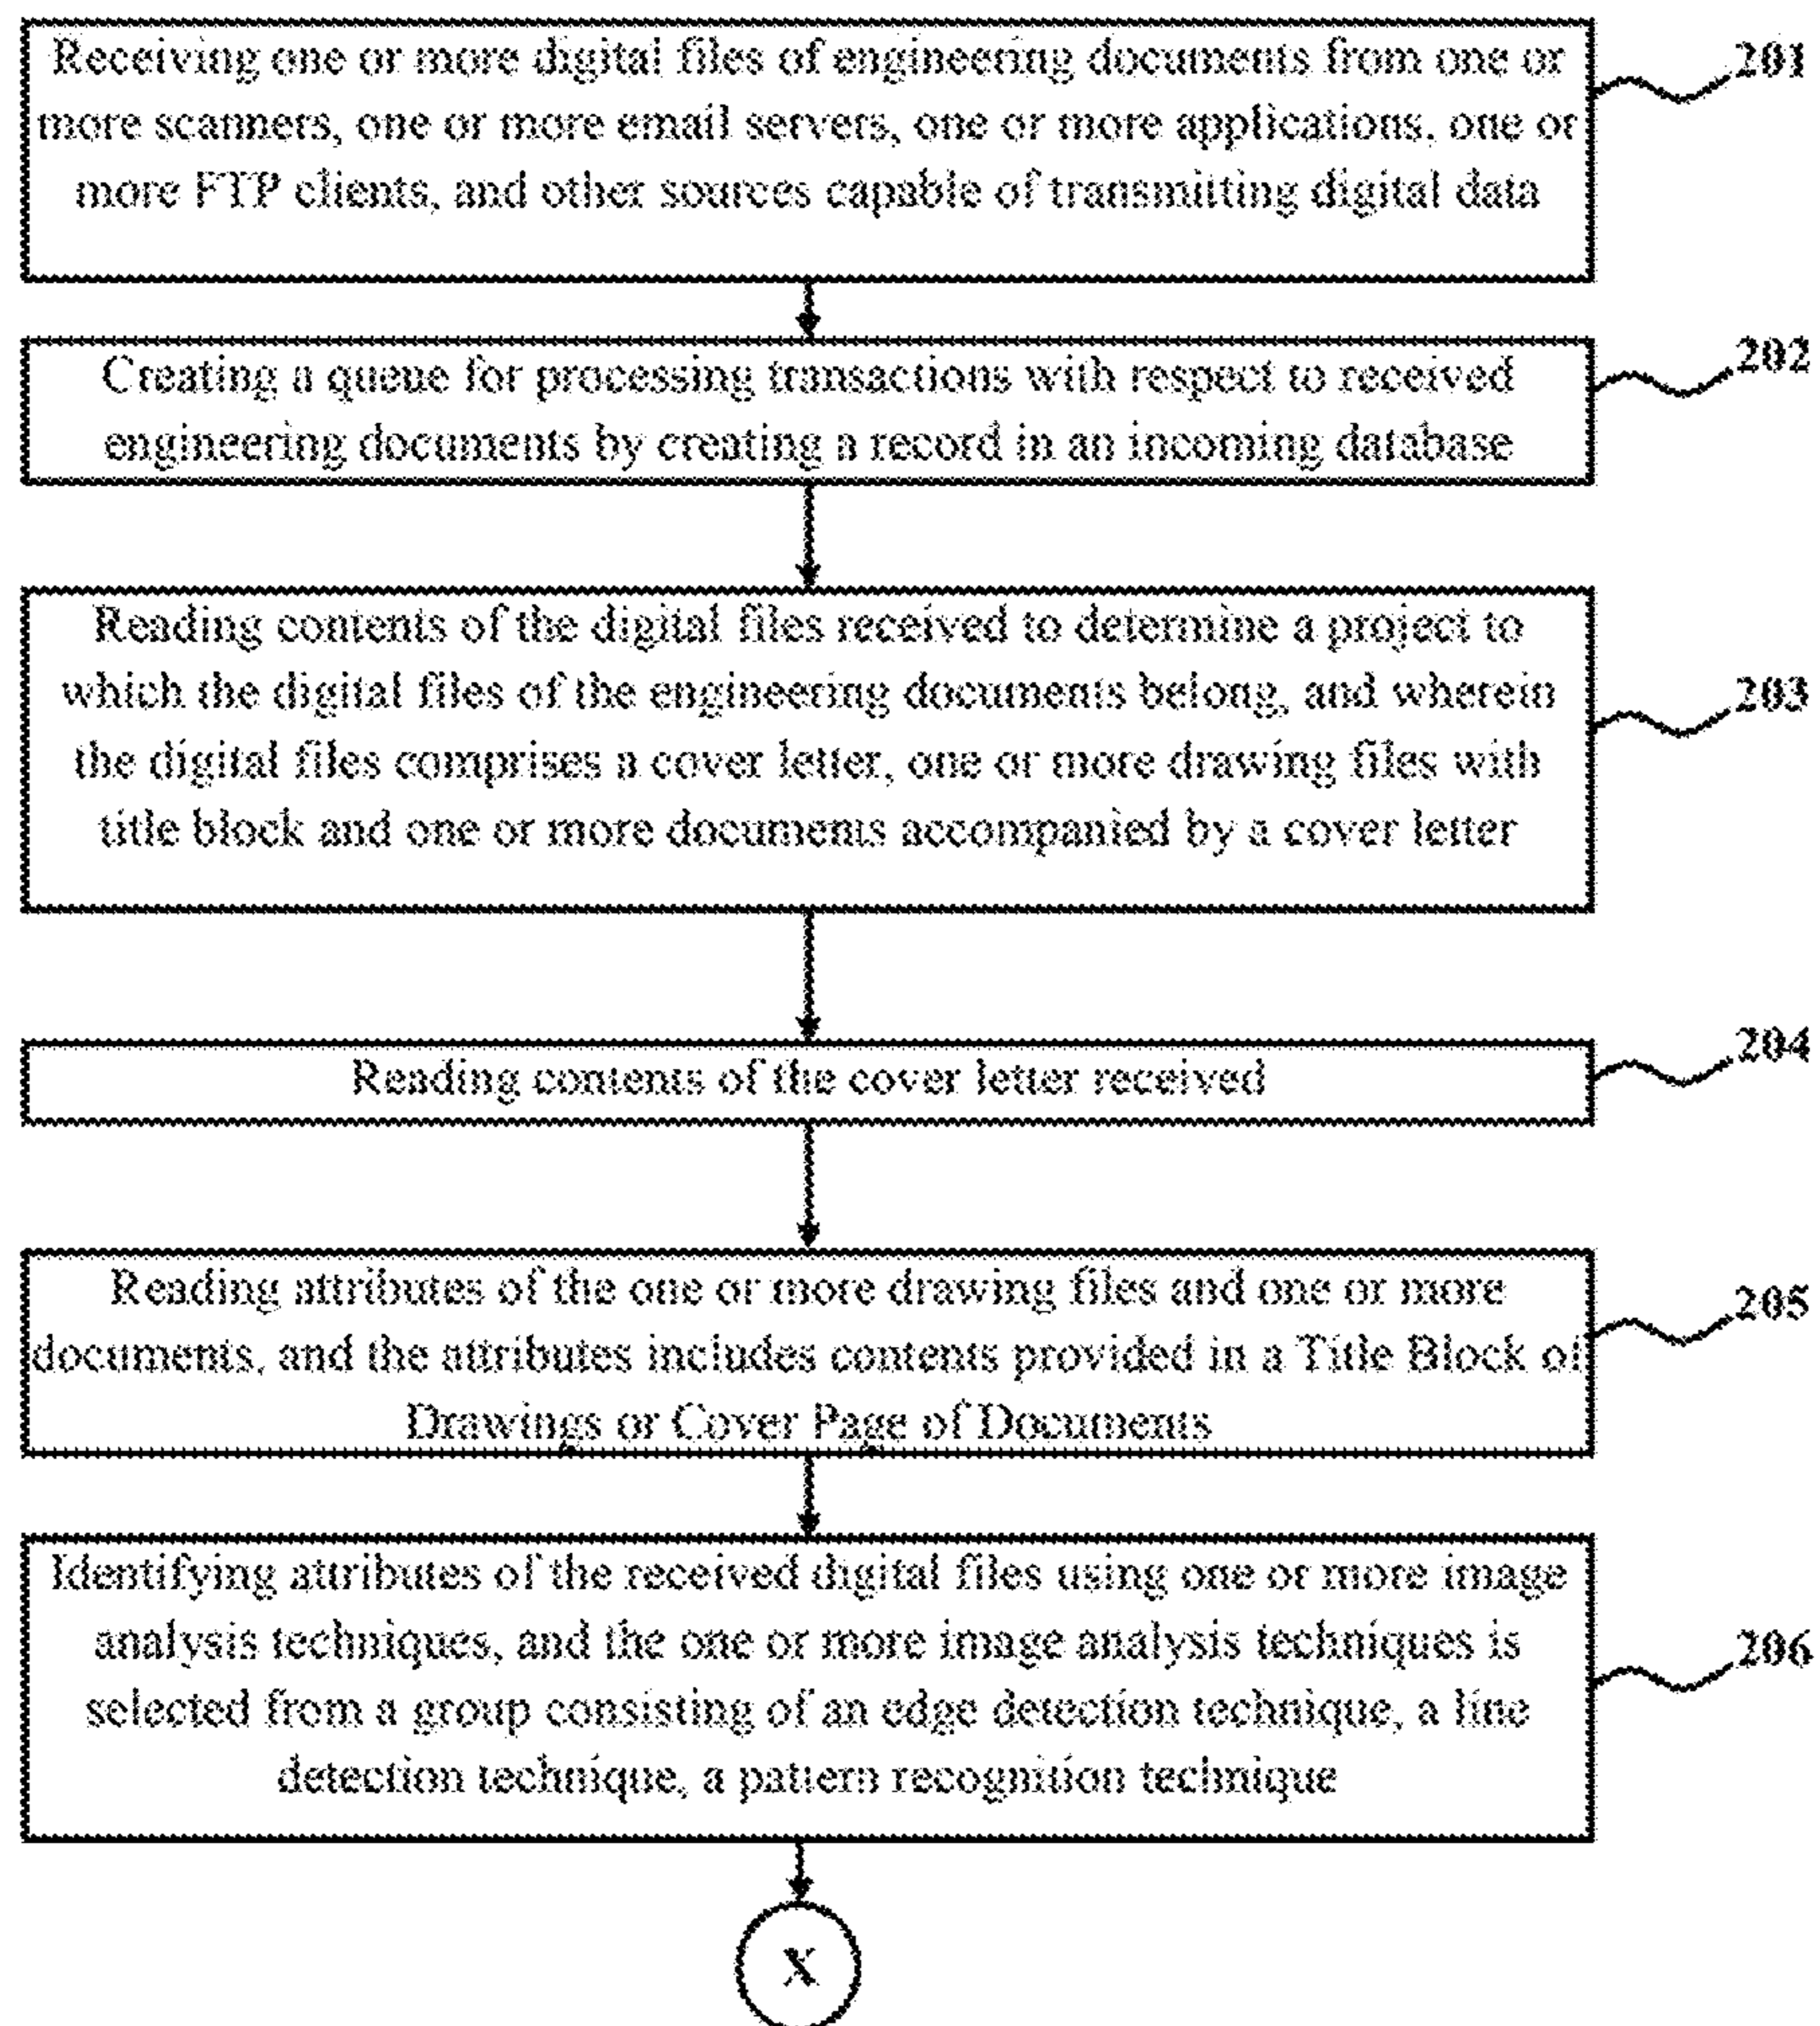 Receiving one or more digital files of engineering documents from one or
more scanners, one or more email servers, one or more applications, one or
more FTP clients, and other sources capable of transmitting digital data
201
Creating a queue for processing transactions with respect to received
engineering documents by creating a record in an incoming database
202
Reading contents of the digital files received to determine a project to
which the digital files of the engineering documents belong, and wherein
the digital files comprises a cover letter, one or more drawing files with
title block and one or more documents accompanied by a cover letter
203
Reading contents of the cover letter received
204
Reading attributes of the one or more drawing files and one or more
documents, and the attributes includes contents provided in a Title Block of
Drawings or Cover Page of Documents
205
Identifying attributes of the received digital files using one or more image
analysis techniques, and the one or more image analysis techniques is
selected from a group consisting of an edge detection technique, a line
detection technique, a pattern recognition technique
206
X